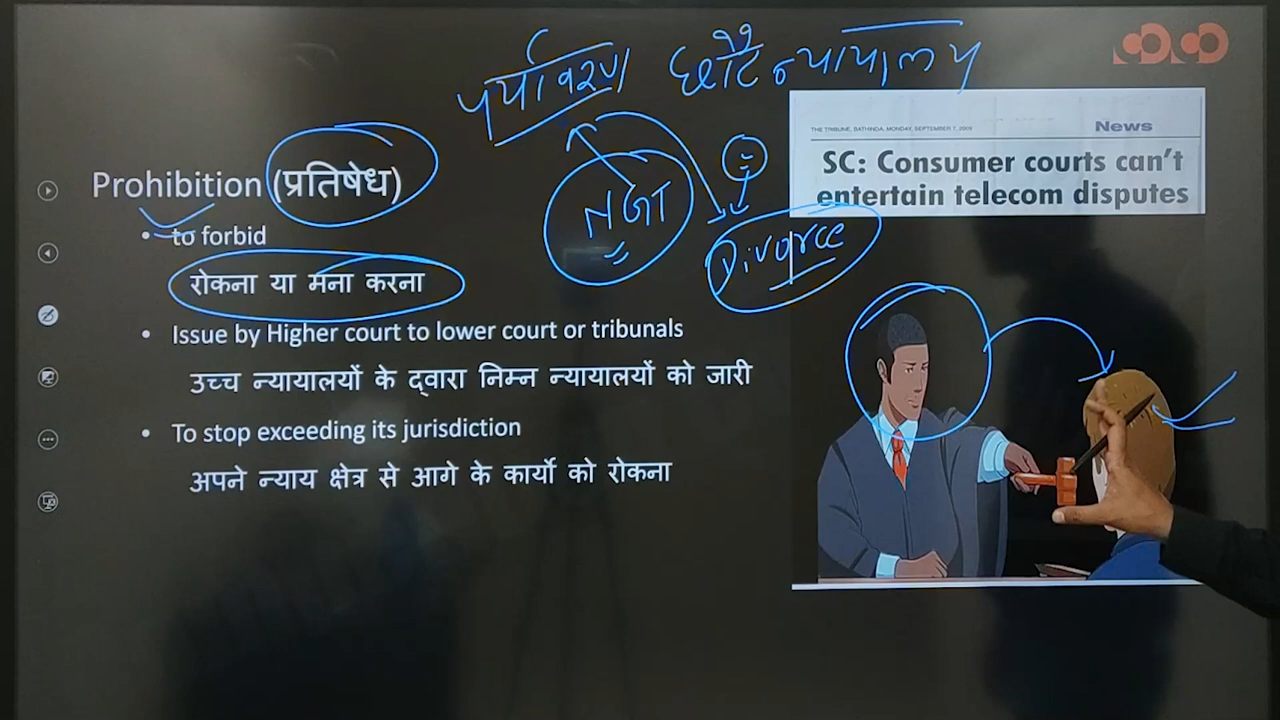 पर्यावरण छोटे न्यायालय
THE TRIBUNE, BATHINDA, MONDAY, SEPTEMBER 7, 2009
News
SC: Consumer courts can't
entertain telecom disputes
Prohibition (प्रतिषेध)
NGT
Divorce
• to forbid
रोकना या मना करना
• Issue by Higher court to lower court or tribunals
उच्च न्यायालयों के द्वारा निम्न न्यायालयों को जारी
• To stop exceeding its jurisdiction
अपने न्याय क्षेत्र से आगे के कार्यो को रोकना